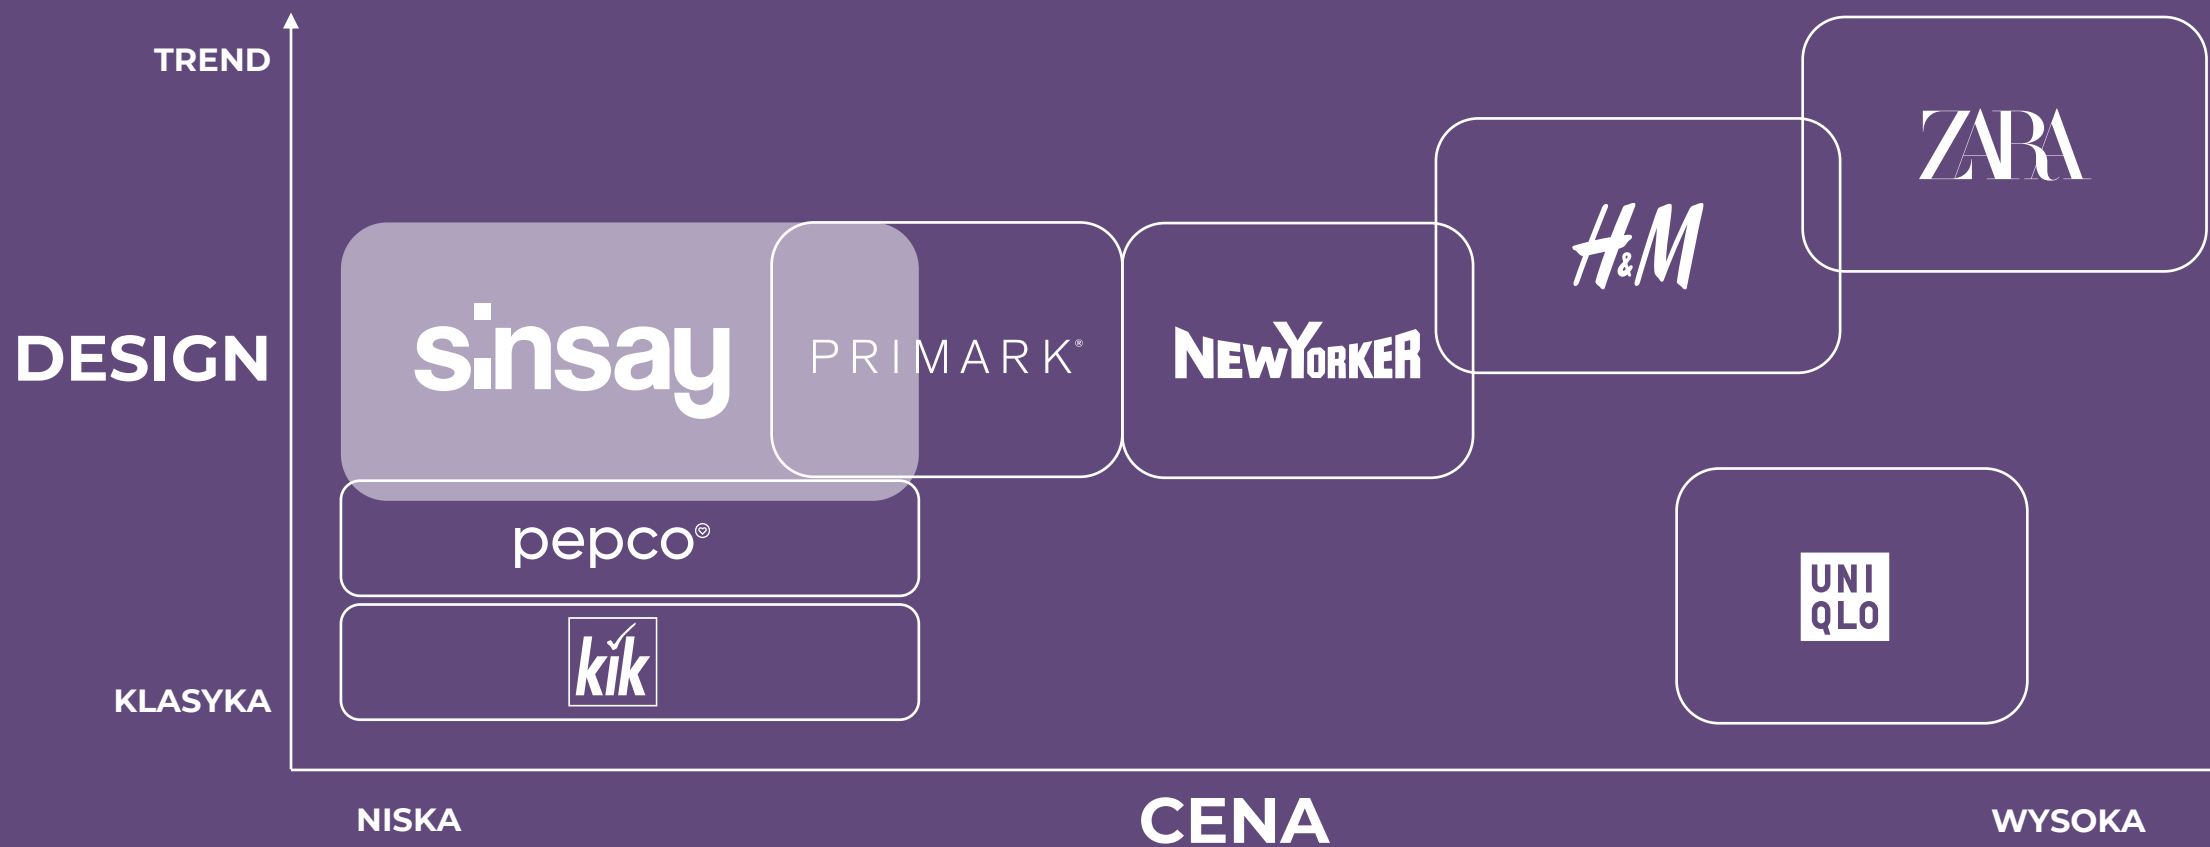 TREND
ZARA
H&M
DESIGN
sinsay
PRIMARK®
NEWYORKER
pepco
kik
UNI
QLO
KLASYKA
NISKA
CENA
WYSOKA